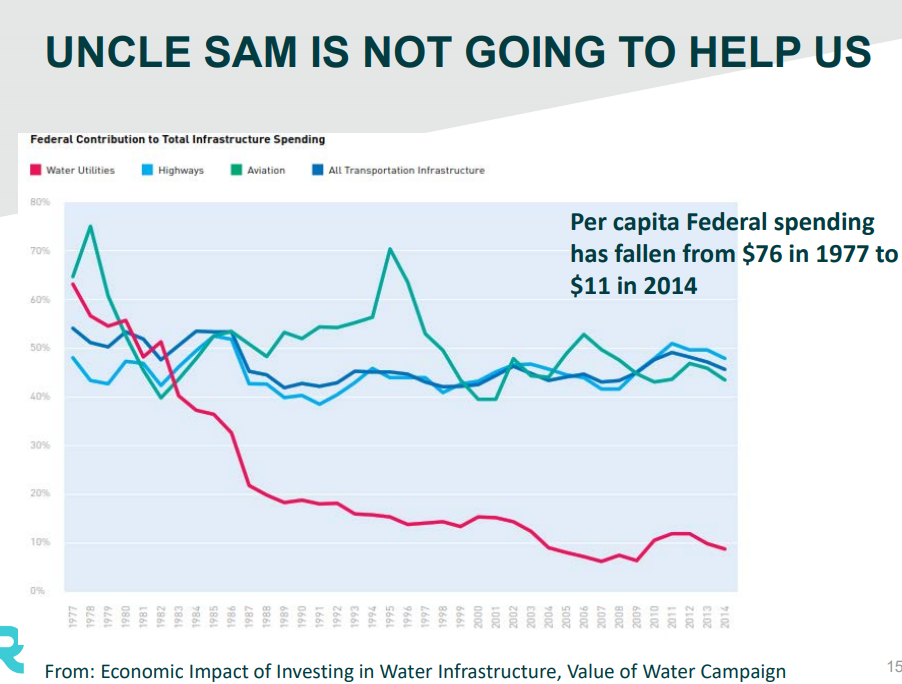 UNCLE SAM IS NOT GOING TO HELP US
Federal Contribution to Total Infrastructure Spending
Water Utilities Highways Aviation All Transportation Infrastructure
80%
Per capita Federal spending
has fallen from $76 in 1977 to
$11 in 2014
70%
60%
50%
40%
30%
20%
10%
0%
1977 1978 1979 1980 1981 1982 1983 1984 1985 1986 1987 1988 1989 1990 1991 1992 1993 1994 1995 1996 1997 1998 1999 2000 2001 2002 2003 2004 2005 2006 2007 2008 2009 2010 2011 2012 2013 2014
From: Economic Impact of Investing in Water Infrastructure, Value of Water Campaign
15